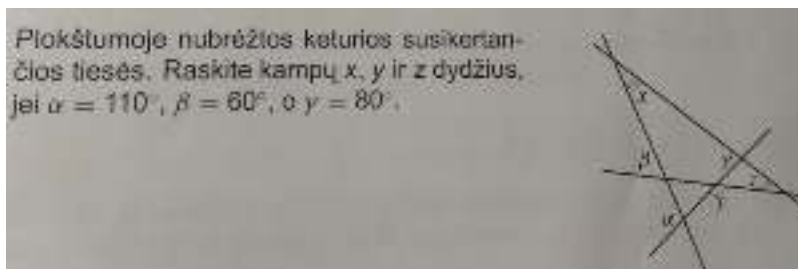 Plokštumoje nubrėžtos keturios susikertan-
čios tiesės. Raskite kampų x, y ir z dydžius,
jei α = 110°, β = 60°, o γ = 80°.
x
β
y
z
γ
α